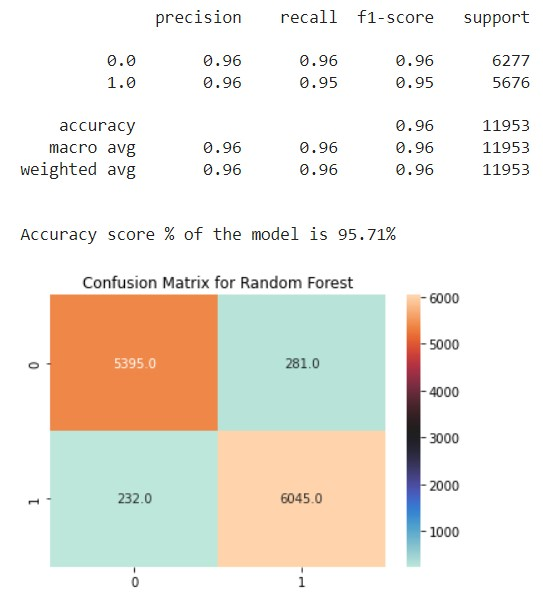 precision recall f1-score support
0.0 0.96 0.96 0.96 6277
1.0 0.96 0.95 0.95 5676
accuracy 0.96 11953
macro avg 0.96 0.96 0.96 11953
weighted avg 0.96 0.96 0.96 11953
Accuracy score % of the model is 95.71%
Confusion Matrix for Random Forest
0 5395.0 281.0
1 232.0 6045.0
0 1
6000
5000
4000
3000
2000
1000